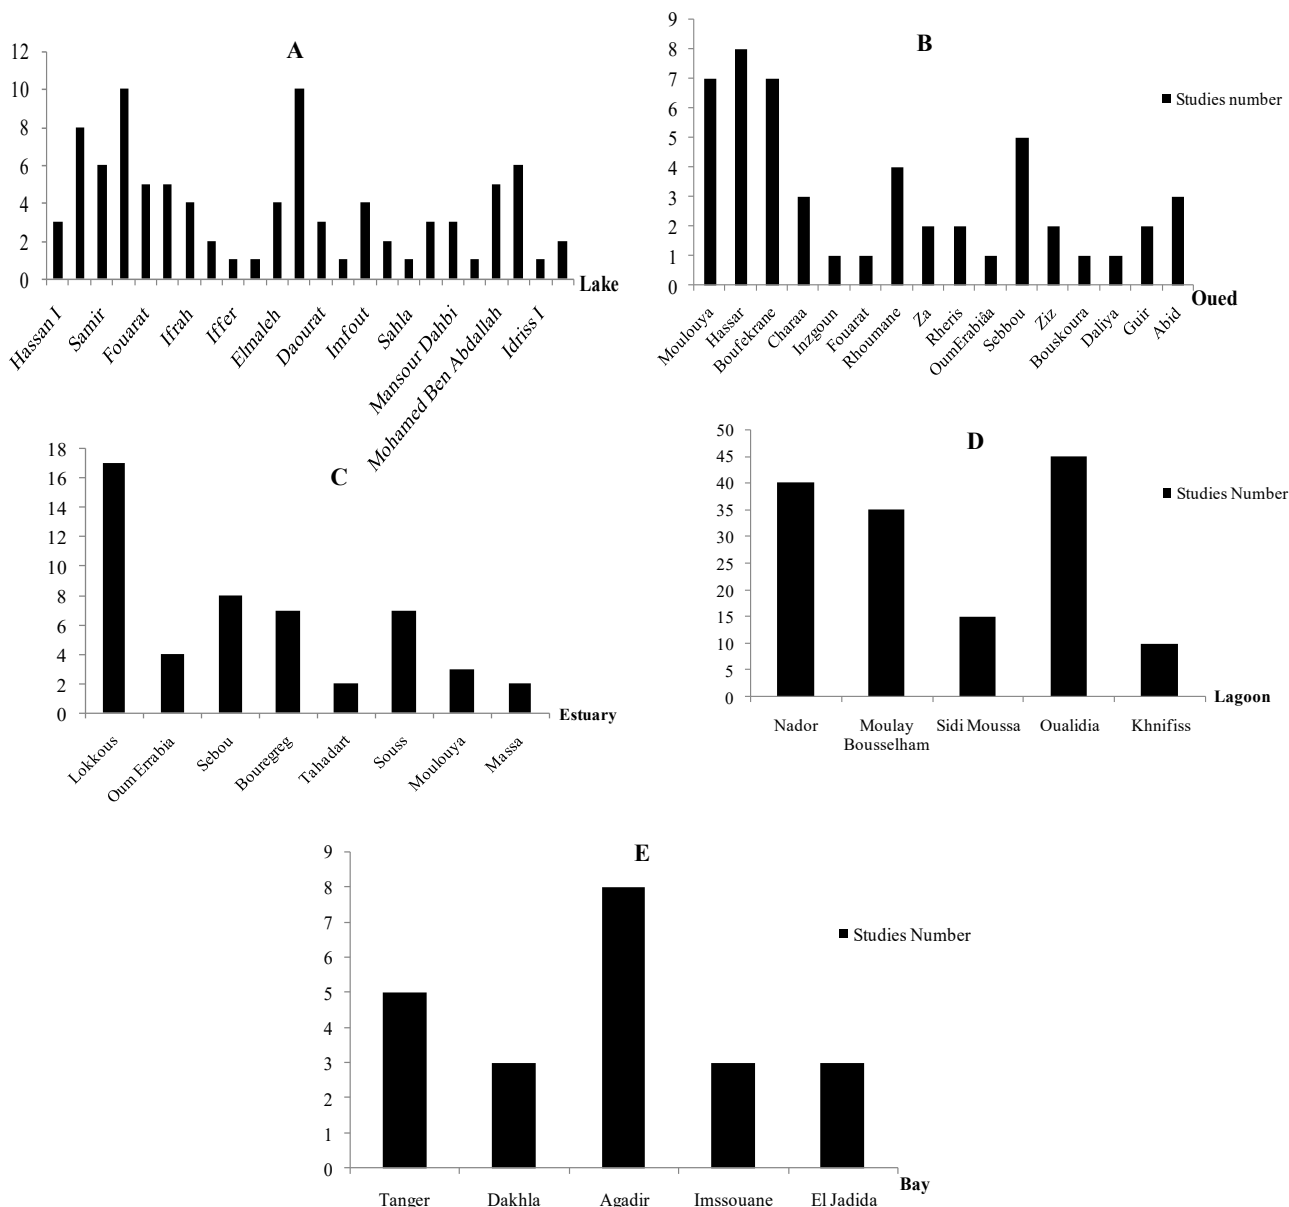 A
12
10
8
6
4
2
0
Lake
Hassan I
Samir
Fouarat
Ifrah
Iffer
Elmaleh
Daourat
Imfout
Sahla
Mansour Dahbi
Mohamed Ben Abdallah
Idriss I
B
9
8
7
6
5
4
3
2
1
0
Studies number
Oued
Moulouya
Hassar
Boufekrane
Charaa
Inzgoun
Fouarat
Rhoumane
Za
Rheris
OumErabiâa
Sebbou
Ziz
Bouskoura
Daliya
Guir
Abid
C
18
16
14
12
10
8
6
4
2
0
Estuary
Lokkous
Oum Errabia
Sebou
Bouregreg
Tahadart
Souss
Moulouya
Massa
D
50
45
40
35
30
25
20
15
10
5
0
Studies Number
Lagoon
Nador
Moulay
Bousselham
Sidi Moussa
Oualidia
Khnifiss
E
9
8
7
6
5
4
3
2
1
0
Studies Number
Bay
Tanger
Dakhla
Agadir
Imssouane
El Jadida